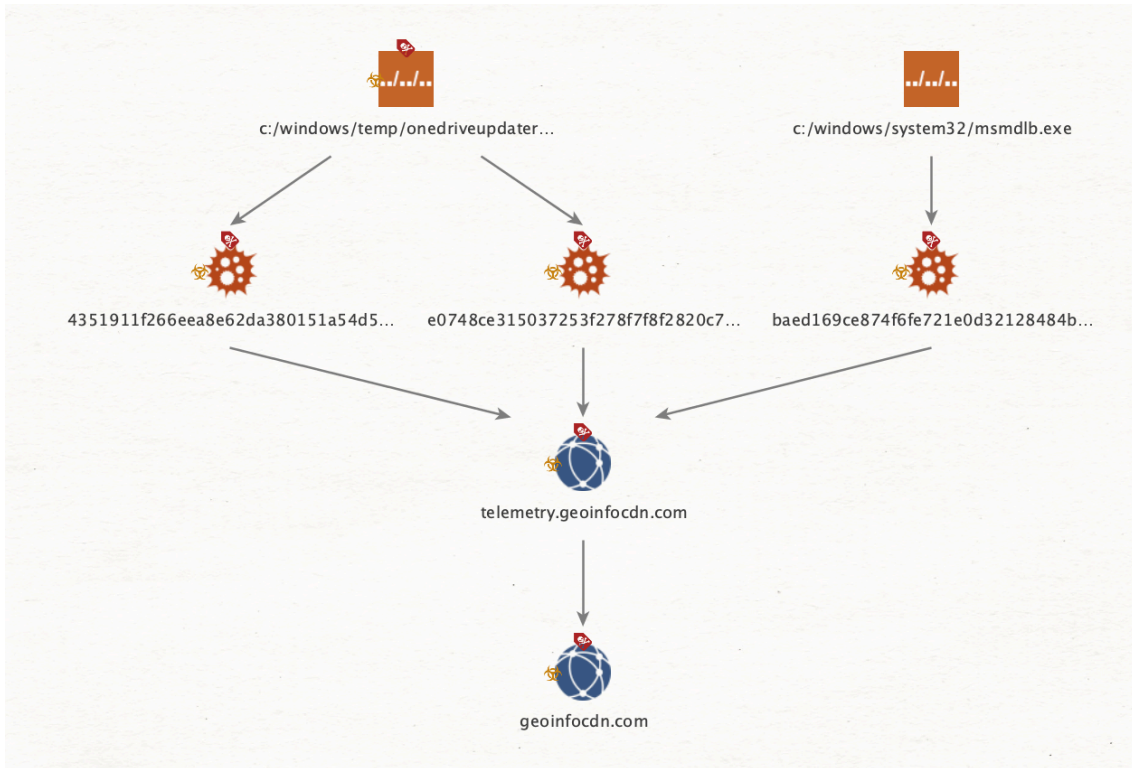 ../../.. ../../..
c:/windows/temp/onedriveupdater... c:/windows/system32/msmdlb.exe
4351911f266eea8e62da380151a54d5... e0748ce315037253f278f7f8f2820c7... baed169ce874f6fe721e0d32128484b...
telemetry.geoinfocdn.com
geoinfocdn.com